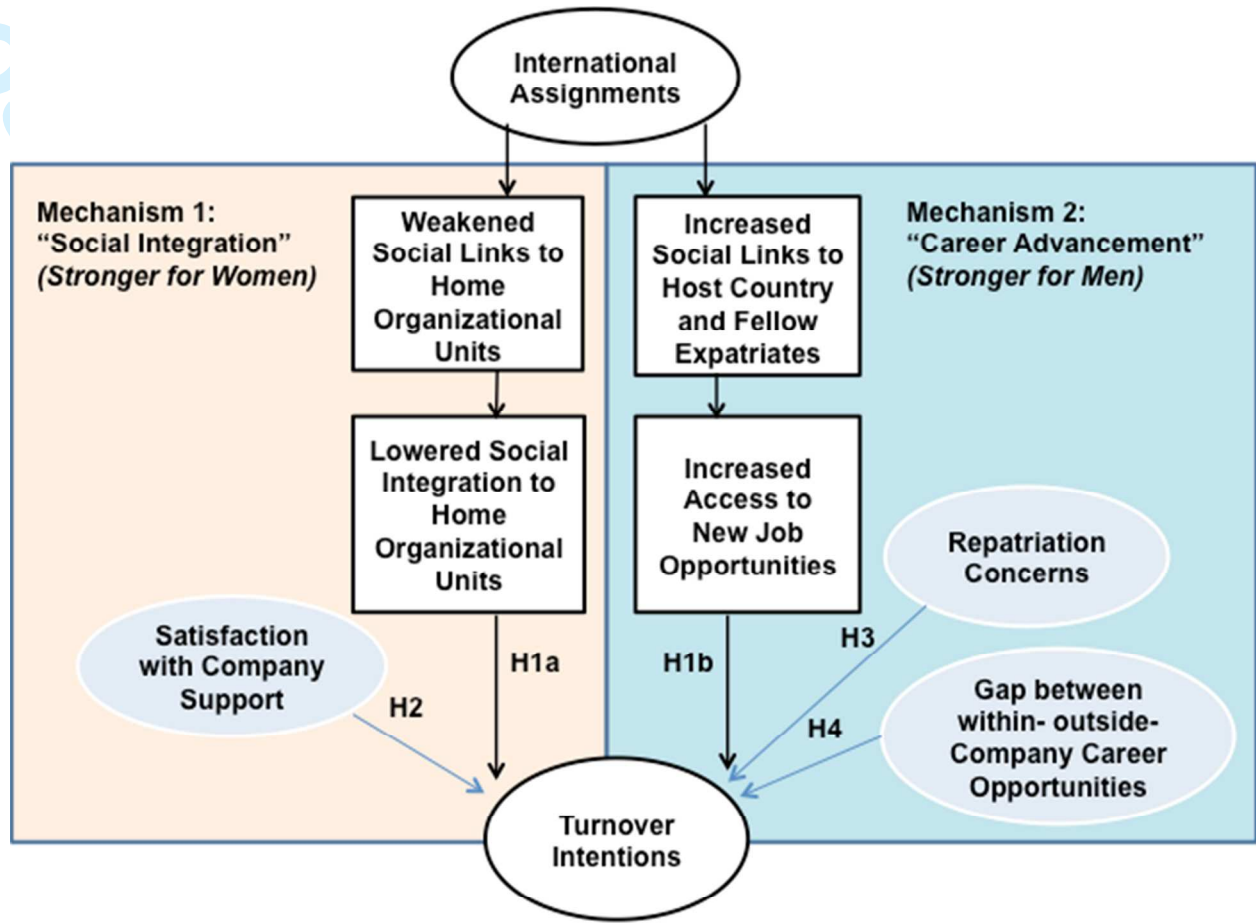 International
Assignments
Mechanism 1:
“Social Integration”
(Stronger for Women)
Weakened
Social Links to
Home
Organizational
Units
Increased
Social Links to
Host Country
and Fellow
Expatriates
Mechanism 2:
“Career Advancement”
(Stronger for Men)
Lowered Social
Integration to
Home
Organizational
Units
Increased
Access to
New Job
Opportunities
Repatriation
Concerns
Satisfaction
with Company
Support
H2
H1a
H1b
H3
H4
Gap between
within- outside-
Company Career
Opportunities
Turnover
Intentions